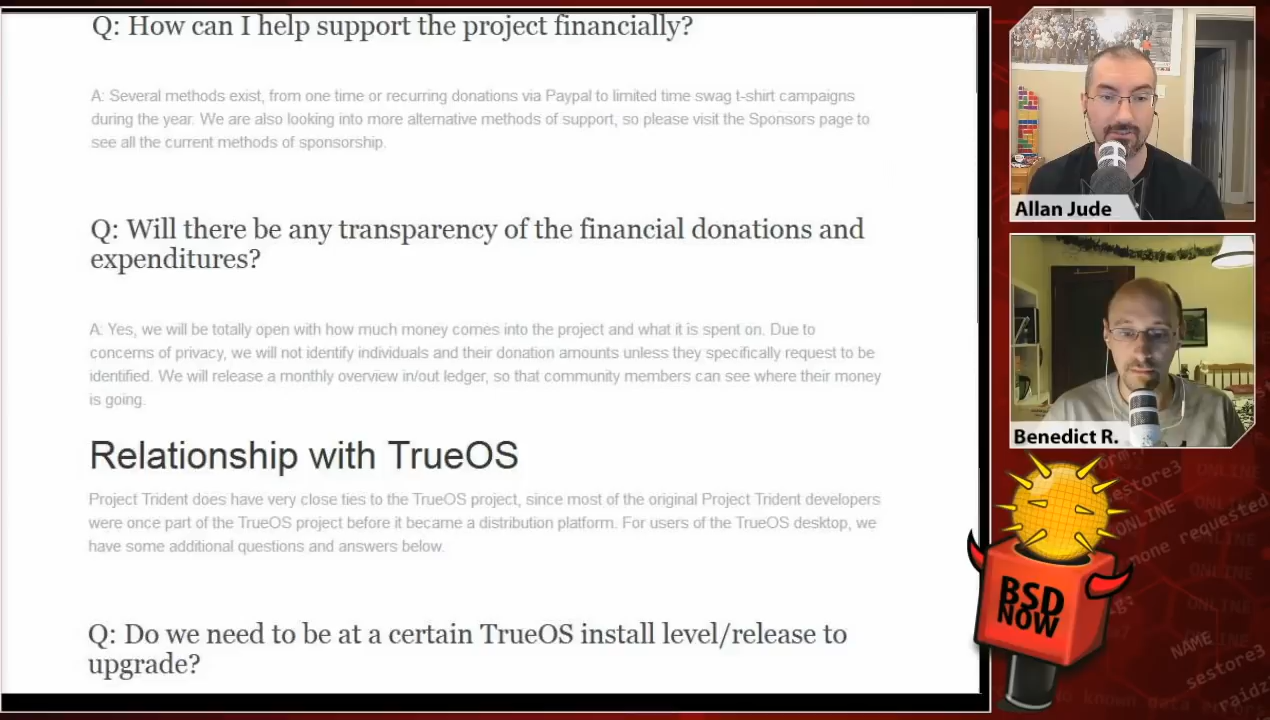 Q: How can I help support the project financially?
A: Several methods exist, from one time or recurring donations via Paypal to limited time swag t-shirt campaigns
during the year. We are also looking into more alternative methods of support, so please visit the Sponsors page to
see all the current methods of sponsorship.
Q: Will there be any transparency of the financial donations and
expenditures?
A: Yes, we will be totally open with how much money comes into the project and what it is spent on. Due to
concerns of privacy, we will not identify individuals and their donation amounts unless they specifically request to be
identified. We will release a monthly overview in/out ledger, so that community members can see where their money
is going.
Relationship with TrueOS
Project Trident does have very close ties to the TrueOS project, since most of the original Project Trident developers
were once part of the TrueOS project before it became a distribution platform. For users of the TrueOS desktop, we
have some additional questions and answers below.
Q: Do we need to be at a certain TrueOS install level/release to
upgrade?
Allan Jude
Benedict R.
BSD
NOW
ONLINE
estore3
ONLINE
none requested
ONLINE
NAME
sestore3
raidz